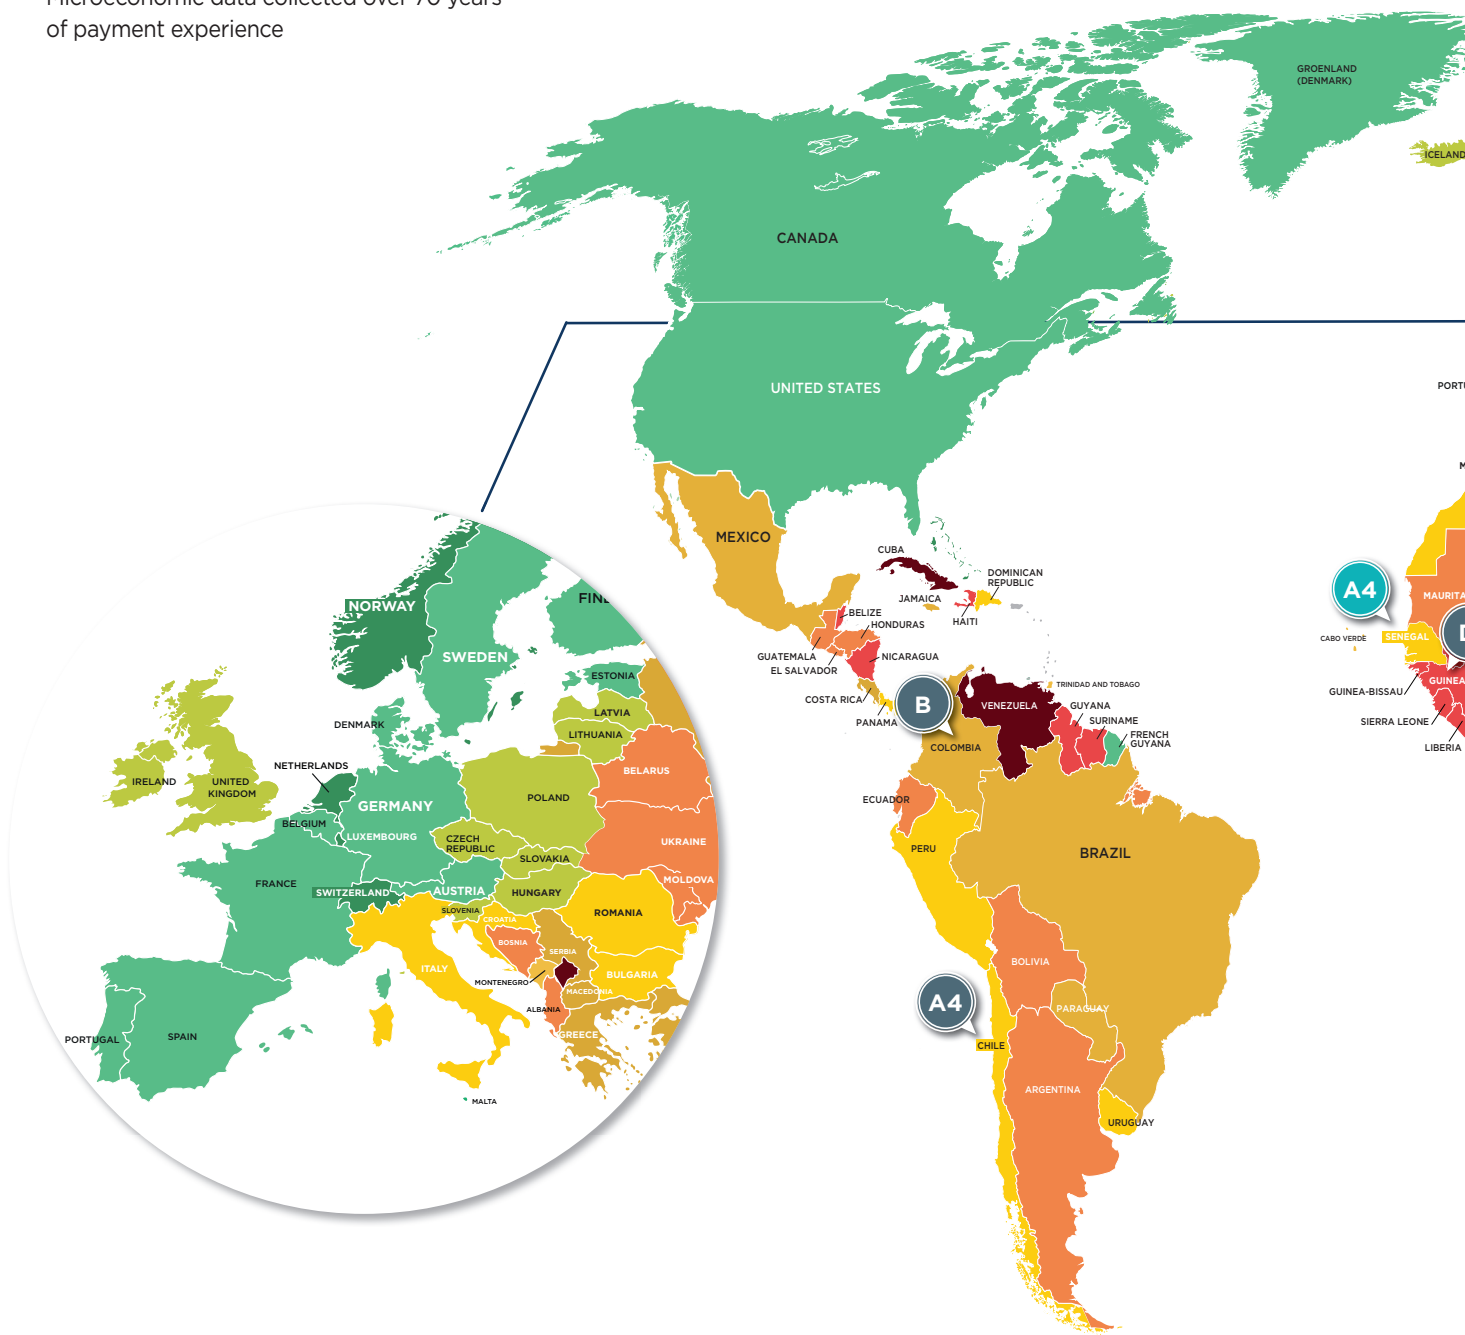 of payment experience
GROENLAND
(DENMARK)
ICELAND
CANADA
UNITED STATES
MEXICO
CUBA
DOMINICAN
REPUBLIC
JAMAICA
HAITI
BELIZE
HONDURAS
GUATEMALA
EL SALVADOR
NICARAGUA
COSTA RICA
PANAMA
TRINIDAD AND TOBAGO
B
VENEZUELA
GUYANA
SURINAME
FRENCH
GUYANA
COLOMBIA
ECUADOR
PERU
BRAZIL
BOLIVIA
PARAGUAY
A4
CHILE
ARGENTINA
URUGUAY
PORTU
M
A4
MAURITA
CABO VERDE
SENEGAL
GUINEA
GUINEA-BISSAU
SIERRA LEONE
LIBERIA
NORWAY
FIN
SWEDEN
ESTONIA
LATVIA
LITHUANIA
DENMARK
NETHERLANDS
IRELAND
UNITED
KINGDOM
BELARUS
POLAND
GERMANY
BELGIUM
LUXEMBOURG
CZECH
REPUBLIC
UKRAINE
SLOVAKIA
MOLDOVA
FRANCE
SWITZERLAND
AUSTRIA
HUNGARY
SLOVENIA
CROATIA
ROMANIA
BOSNIA
SERBIA
ITALY
BULGARIA
MONTENEGRO
MACEDONIA
ALBANIA
GREECE
PORTUGAL
SPAIN
MALTA